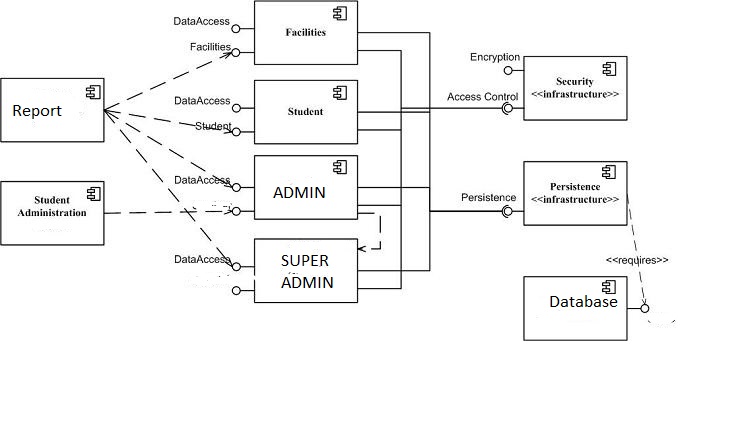 DataAccess
Facilities
Facilities
DataAccess
Student
Student
Report
DataAccess
ADMIN
Student
Administration
DataAccess
SUPER
ADMIN
Encryption
Access Control
Security
<<infrastructure>>
Persistence
Persistence
<<infrastructure>>
<<requires>>
Database